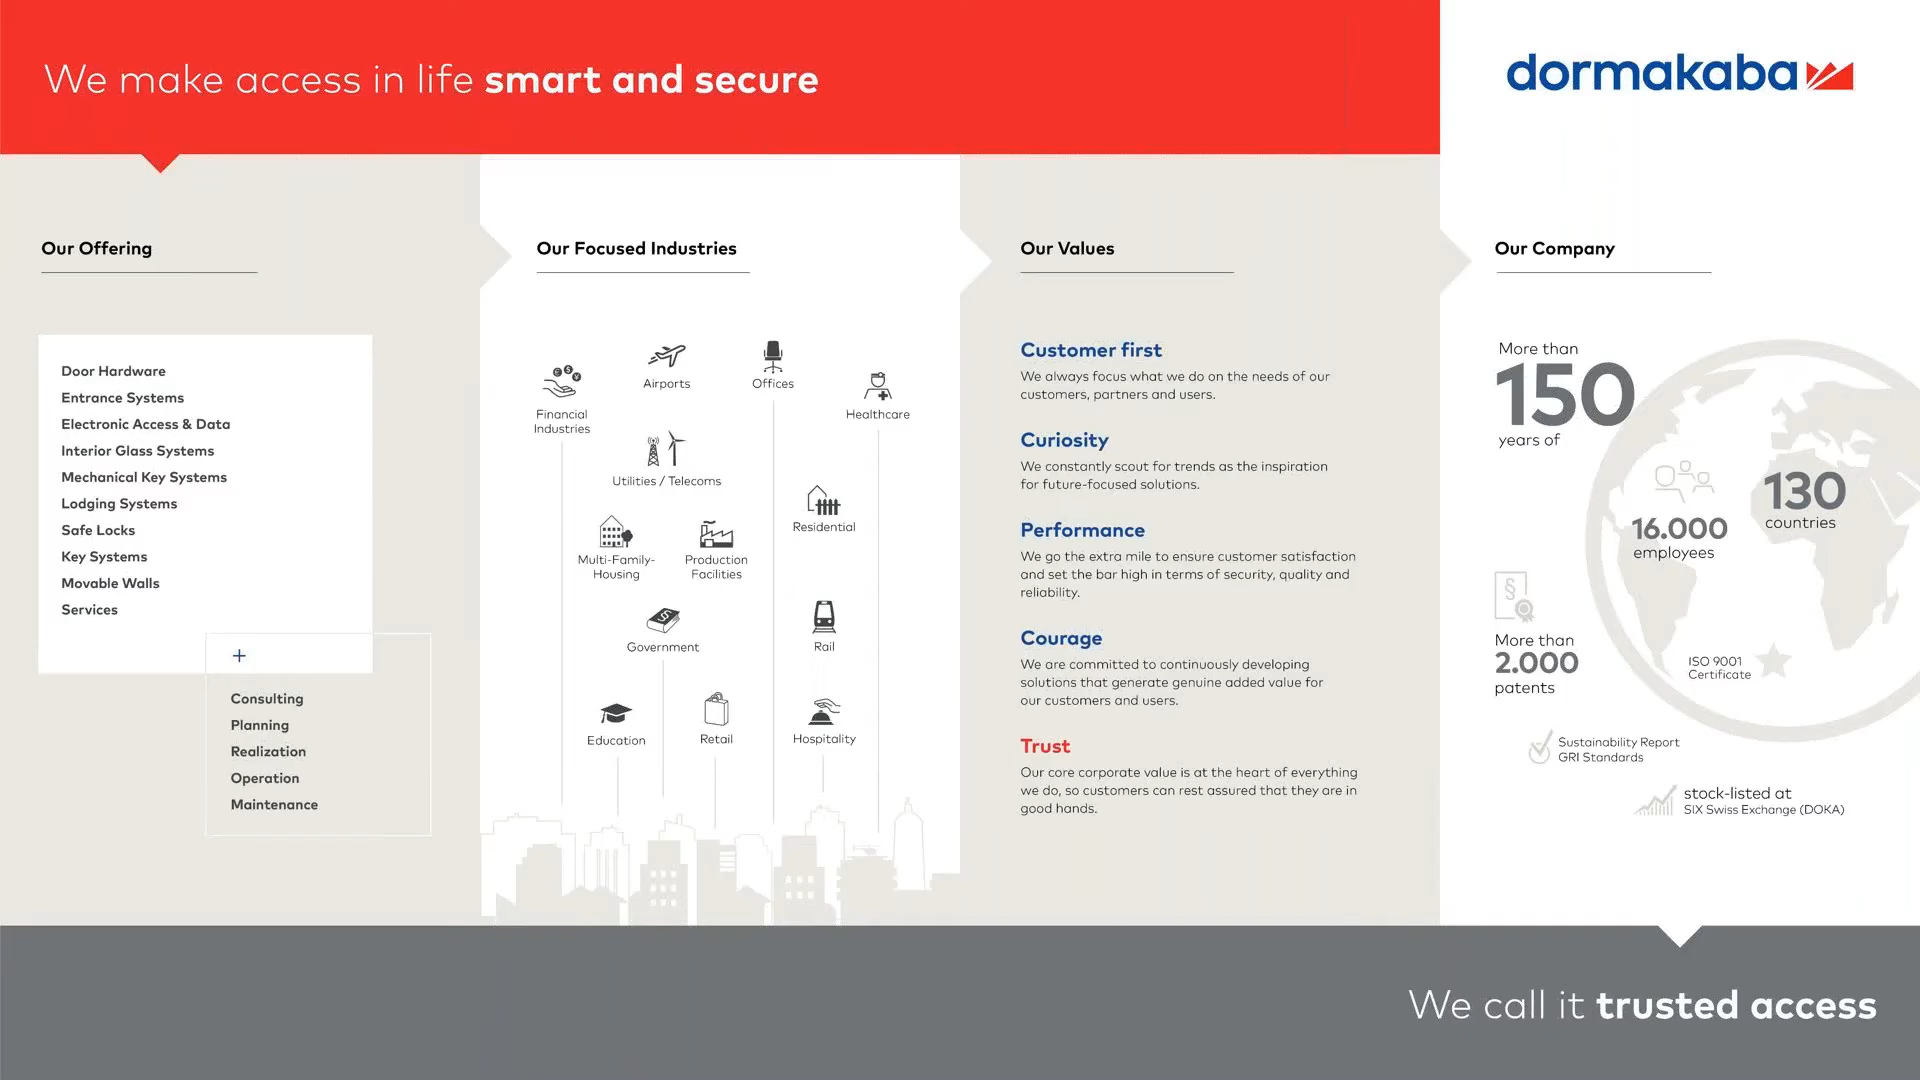 We make access in life smart and secure
dormakaba
Our Offering
Door Hardware
Entrance Systems
Electronic Access & Data
Interior Glass Systems
Mechanical Key Systems
Lodging Systems
Safe Locks
Key Systems
Movable Walls
Services
+
Consulting
Planning
Realization
Operation
Maintenance
Our Focused Industries
Financial
Industries
Airports
Offices
Healthcare
Utilities / Telecoms
Residential
Multi-Family-
Housing
Production
Facilities
§
Government
Rail
Education
Retail
Hospitality
Our Values
Customer first
We always focus what we do on the needs of our
customers, partners and users.
Curiosity
We constantly scout for trends as the inspiration
for future-focused solutions.
Performance
We go the extra mile to ensure customer satisfaction
and set the bar high in terms of security, quality and
reliability.
Courage
We are committed to continuously developing
solutions that generate genuine added value for
our customers and users.
Trust
Our core corporate value is at the heart of everything
we do, so customers can rest assured that they are in
good hands.
Our Company
More than
150
years of
16.000
employees
130
countries
§
More than
2.000
patents
ISO 9001
Certificate
Sustainability Report
GRI Standards
stock-listed at
SIX Swiss Exchange (DOKA)
We call it trusted access